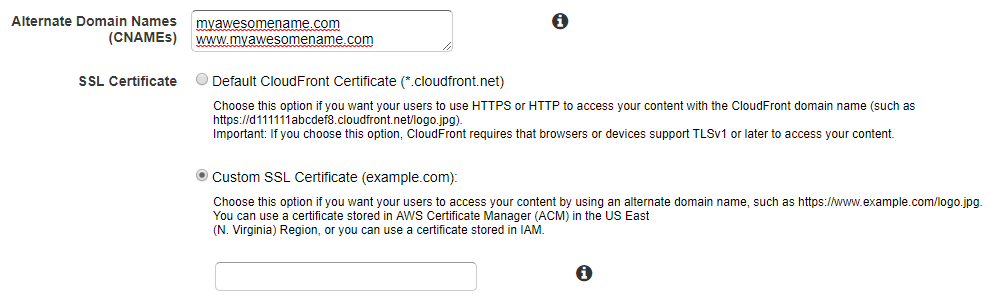 Alternate Domain Names
(CNAMEs)
myawesomename.com
www.myawesomename.com
SSL Certificate
Default CloudFront Certificate (*.cloudfront.net)
Choose this option if you want your users to use HTTPS or HTTP to access your content with the CloudFront domain name (such as
https://d111111abcdef8.cloudfront.net/logo.jpg).
Important: If you choose this option, CloudFront requires that browsers or devices support TLSv1 or later to access your content.
Custom SSL Certificate (example.com):
Choose this option if you want your users to access your content by using an alternate domain name, such as https://www.example.com/logo.jpg.
You can use a certificate stored in AWS Certificate Manager (ACM) in the US East
(N. Virginia) Region, or you can use a certificate stored in IAM.